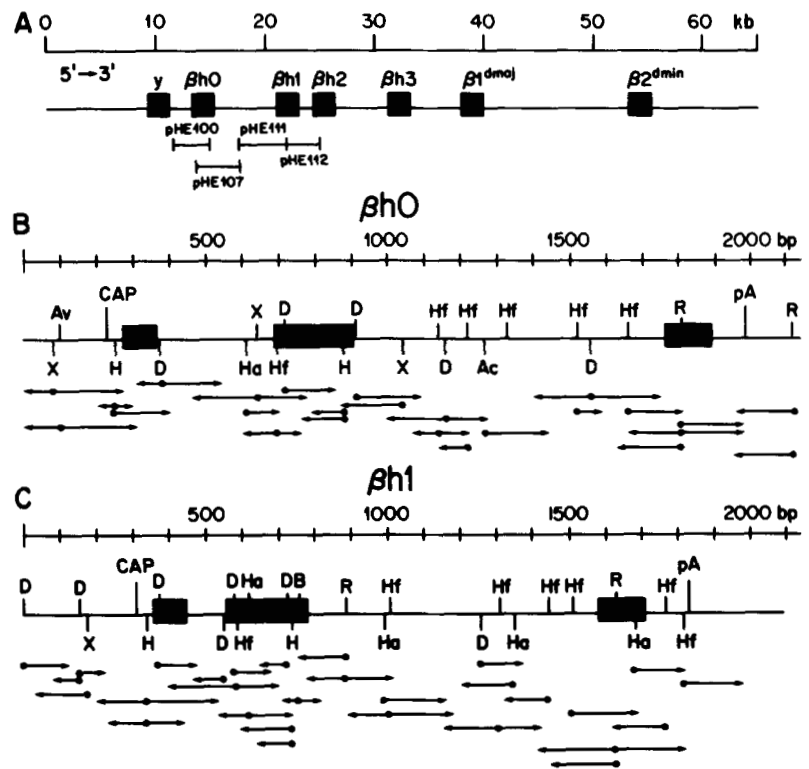 A
0 10 20 30 40 50 60 kb
5'→3'
y βh0 βh1 βh2 βh3 β1dmaj β2dmin
pHE100 pHE111
pHE112
pHE107
βh0
B
500 1000 1500 2000 bp
CAP pA
Av X D D Hf Hf Hf Hf Hf R R
X H D Ha Hf H X D Ac D
βh1
C
500 1000 1500 2000 bp
CAP pA
D D D D Ha D B R Hf Hf Hf Hf R Hf
X H D Hf H Ha D Ha Ha Hf